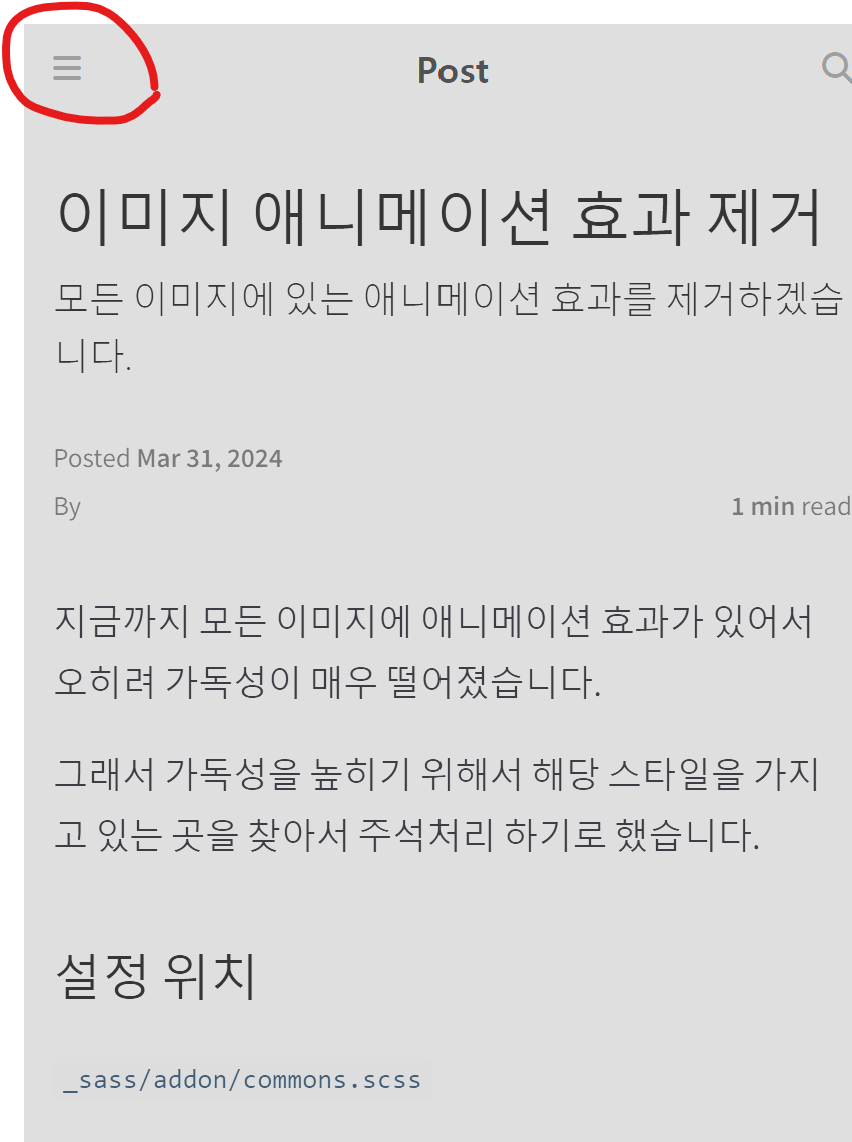 Post
이미지 애니메이션 효과 제거
모든 이미지에 있는 애니메이션 효과를 제거하겠습
니다.
Posted Mar 31, 2024
By
1 min read
지금까지 모든 이미지에 애니메이션 효과가 있어서
오히려 가독성이 매우 떨어졌습니다.
그래서 가독성을 높히기 위해서 해당 스타일을 가지
고 있는 곳을 찾아서 주석처리 하기로 했습니다.
설정 위치
_sass/addon/commons.scss